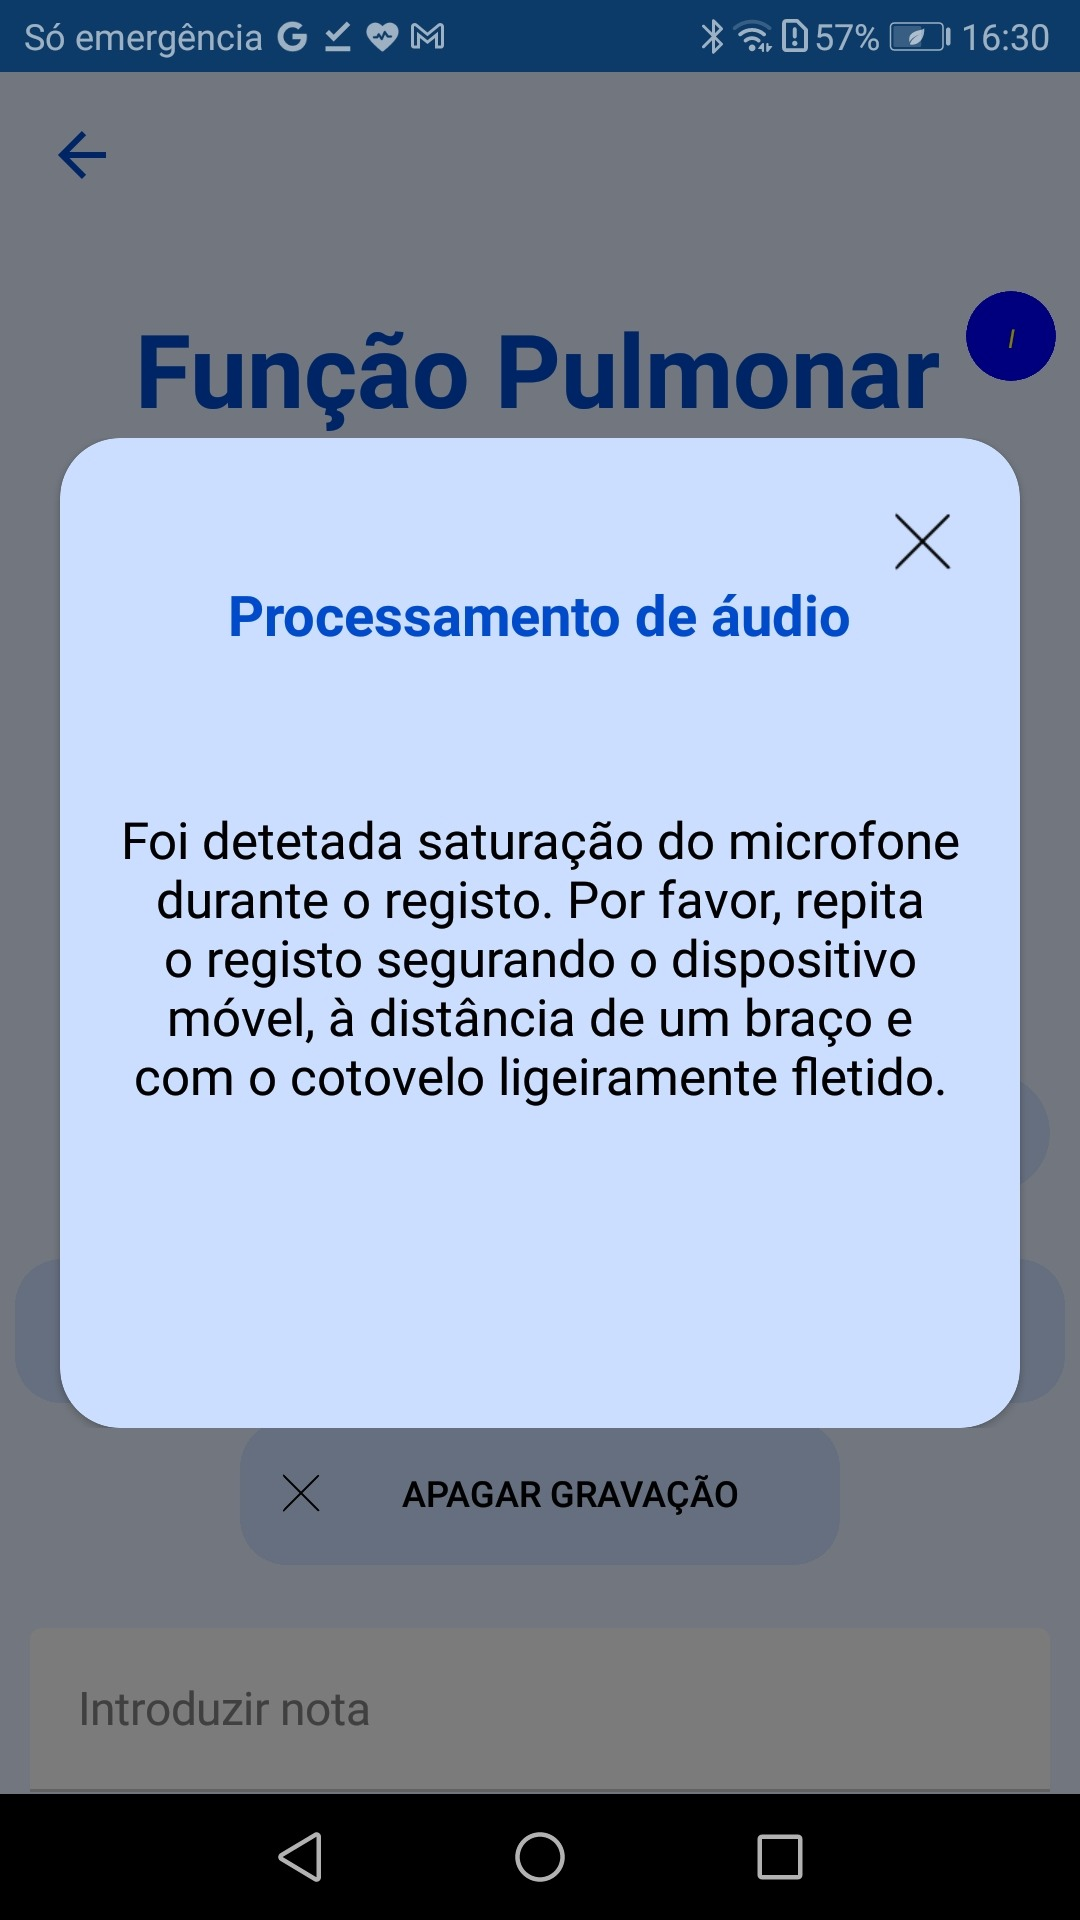 Só emergência 57% 16:30
Função Pulmonar
I
Processamento de áudio
Foi detetada saturação do microfone
durante o registo. Por favor, repita
o registo segurando o dispositivo
móvel, à distância de um braço e
com o cotovelo ligeiramente fletido.
APAGAR GRAVAÇÃO
Introduzir nota